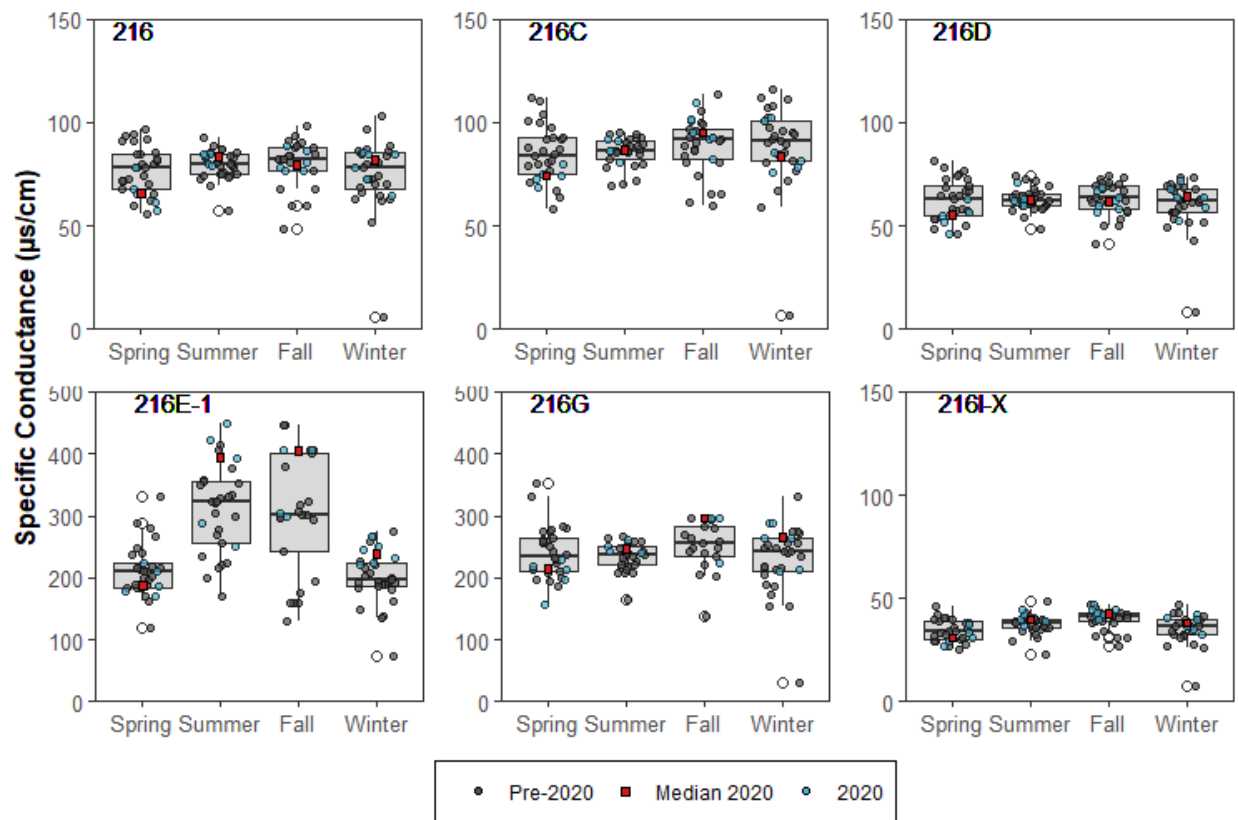 216
216C
216D
150
100
50
0
150
100
50
0
150
100
50
0
Spring Summer Fall Winter
Spring Summer Fall Winter
Spring Summer Fall Winter
Specific Conductance (µs/cm)
216E-1
216G
216I-X
500
400
300
200
100
0
500
400
300
200
100
0
150
100
50
0
Spring Summer Fall Winter
Spring Summer Fall Winter
Spring Summer Fall Winter
Pre-2020 Median 2020 2020